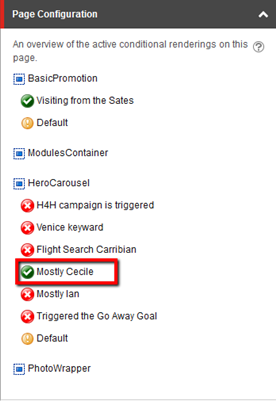 Page Configuration
An overview of the active conditional renderings on this
page.
BasicPromotion
Visiting from the Sates
Default
ModulesContainer
HeroCarousel
H4H campaign is triggered
Venice keyward
Flight Search Carribian
Mostly Cecile
Mostly Ian
Triggered the Go Away Goal
Default
PhotoWrapper